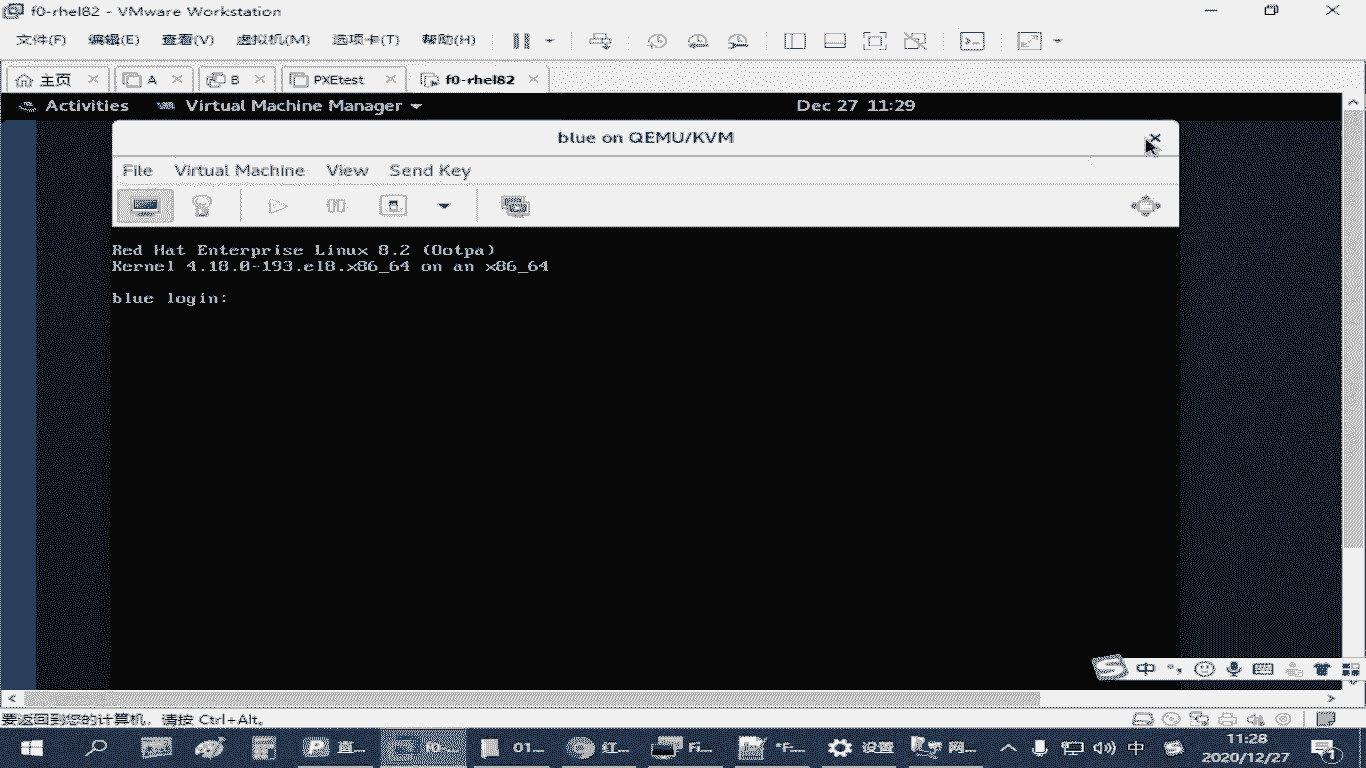 f0-rhel82 - VMware Workstation
文件(F) 编辑(E) 查看(V) 虚拟机(M) 选项卡(T) 帮助(H)
主页 A B PXEtest f0-rhel82
Activities Virtual Machine Manager Dec 27 11:29
blue on QEMU/KVM
File Virtual Machine View Send Key
Red Hat Enterprise Linux 8.2 (Ootpa)
Kernel 4.18.0-193.el8.x86_64 on an x86_64
blue login:
中
要返回到您的计算机，请按 Ctrl+Alt。
直... f0-... 01... 红... Fi... *F... 设置 网... 中 11:28
2020/12/27
1